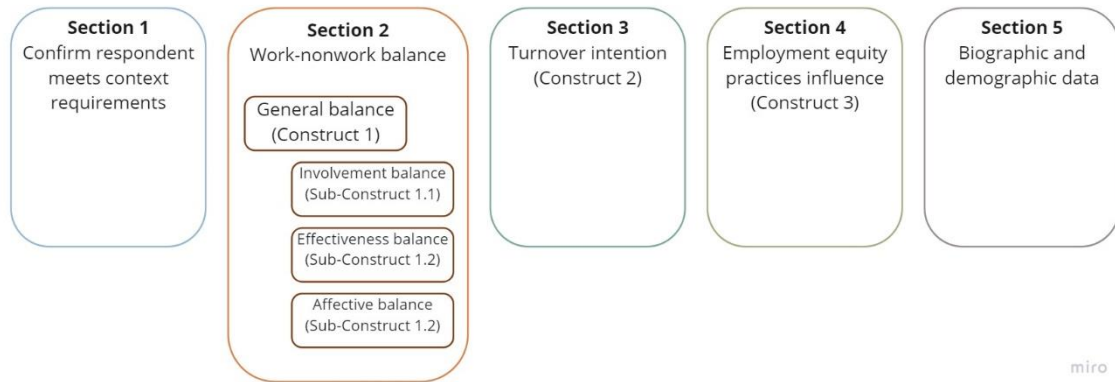 Section 1
Confirm respondent
meets context
requirements
Section 2
Work-nonwork balance
General balance
(Construct 1)
Involvement balance
(Sub-Construct 1.1)
Effectiveness balance
(Sub-Construct 1.2)
Affective balance
(Sub-Construct 1.2)
Section 3
Turnover intention
(Construct 2)
Section 4
Employment equity
practices influence
(Construct 3)
Section 5
Biographic and
demographic data
miro